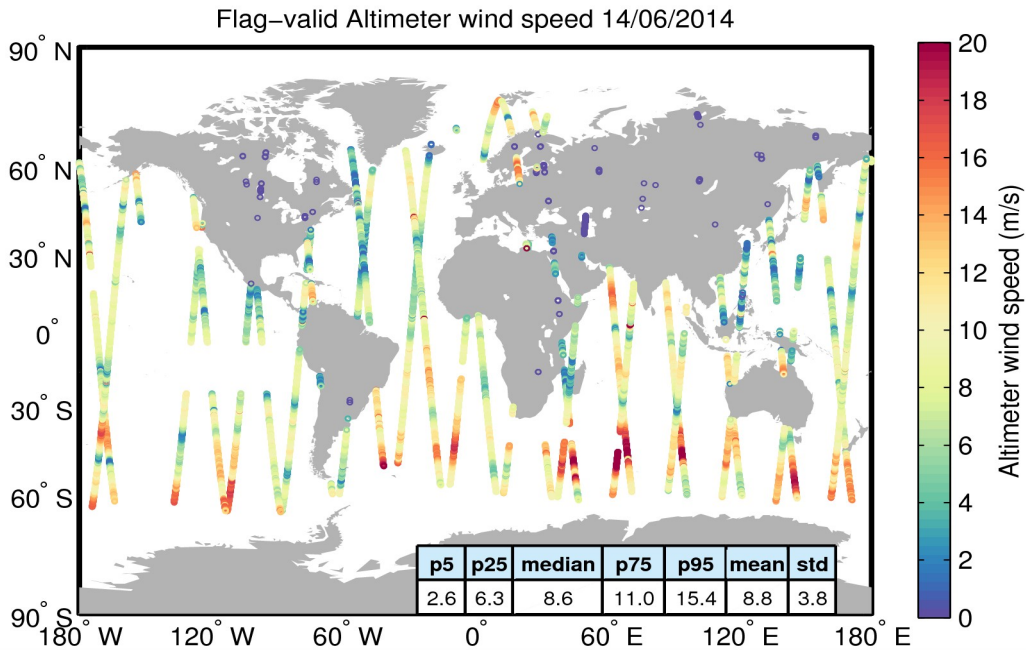 Flag−valid Altimeter wind speed 14/06/2014
90° N
60° N
30° N
0°
30° S
60° S
90° S
180° W
120° W
60° W
0°
60° E
120° E
180° E
p5 p25 median p75 p95 mean std
2.6 6.3 8.6 11.0 15.4 8.8 3.8
20
18
16
14
12
10
8
6
4
2
0
Altimeter wind speed (m/s)